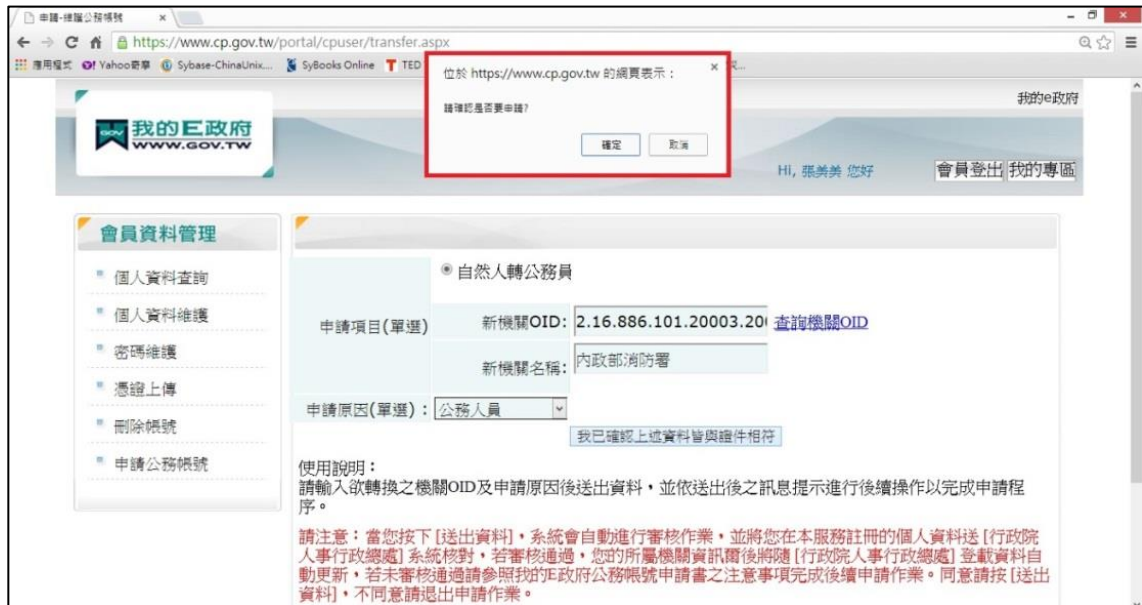 申請-維護公務帳號
https://www.cp.gov.tw/portal/cpuser/transfer.aspx
應用程式 Yahoo奇摩 Sybase-ChinaUnix.... SyBooks Online TED
位於 https://www.cp.gov.tw 的網頁表示：
請確認是否要申請?
確定 取消
我的e政府
我的E政府
WWW.GOV.TW
Hi, 張美美 您好
會員登出 我的專區
會員資料管理
個人資料查詢
個人資料維護
密碼維護
憑證上傳
刪除帳號
申請公務帳號
自然人轉公務員
申請項目(單選)
新機關OID: 2.16.886.101.20003.20 查詢機關OID
新機關名稱: 內政部消防署
申請原因(單選)：公務人員
我已確認上述資料皆與證件相符
使用說明：
請輸入欲轉換之機關OID及申請原因後送出資料，並依送出後之訊息提示進行後續操作以完成申請程
序。
請注意：當您按下 [送出資料]，系統會自動進行審核作業，並將您在本服務註冊的個人資料送 [行政院
人事行政總處] 系統核對，若審核通過，您的所屬機關資訊爾後將隨 [行政院人事行政總處] 登載資料自
動更新，若未審核通過請參照我的E政府公務帳號申請書之注意事項完成後續申請作業。同意請按 [送出
資料]，不同意請退出申請作業。